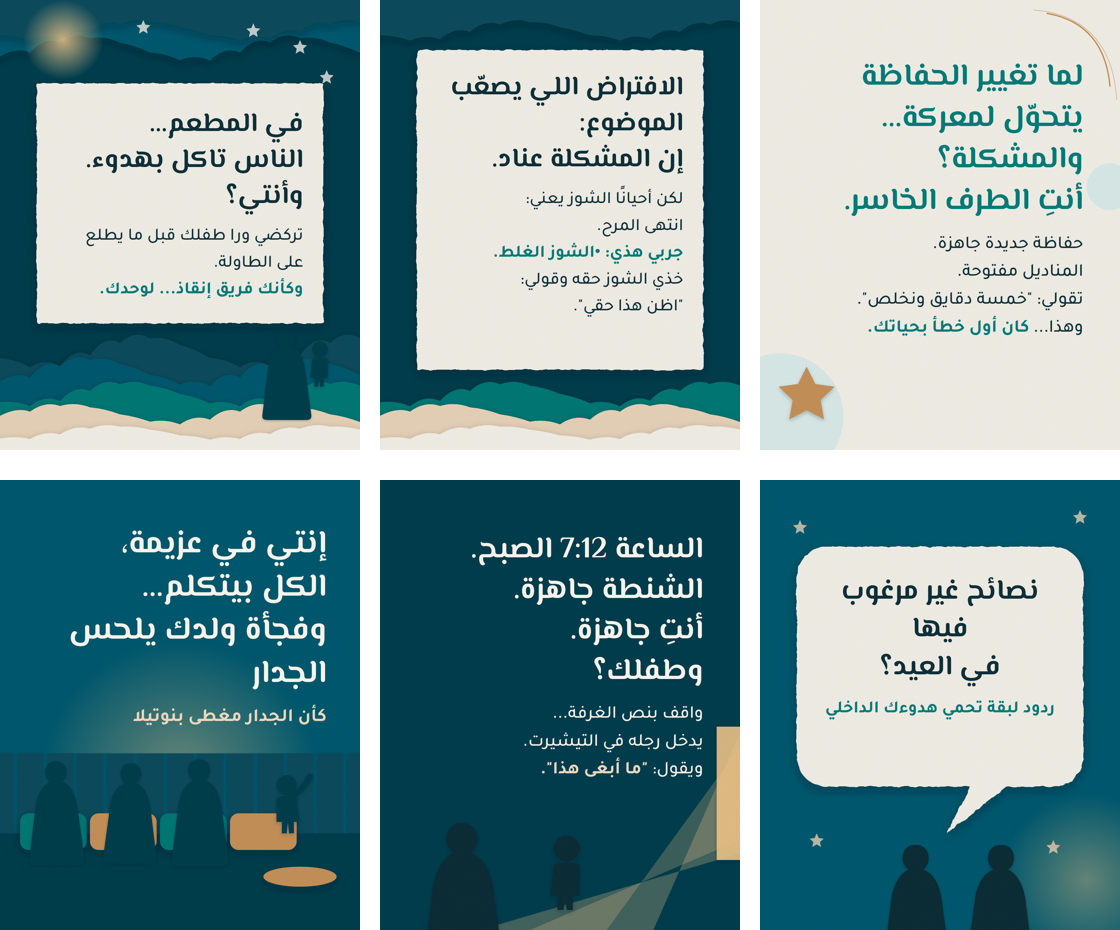 لما تغيير الحفاظة
يتحوّل لمعركة...
والمشكلة؟
أنتِ الطرف الخاسر.
حفاظة جديدة جاهزة.
المناديل مفتوحة.
تقولي: "خمسة دقايق ونخلص".
وهذا... كان أول خطأ بحياتك.
الافتراض اللي يصعّب
الموضوع:
إن المشكلة عناد.
لكن أحيانًا الشوز يعني:
انتهى المرح.
جربي هذي: •الشوز الغلط.
خذي الشوز حقه وقولي:
"اظن هذا حقي".
في المطعم...
الناس تاكل بهدوء.
وأنتي؟
تركضي ورا طفلك قبل ما يطلع
على الطاولة.
وكأنك فريق إنقاذ... لوحدك.
نصائح غير مرغوب
فيها
في العيد؟
ردود لبقة تحمي هدوءك الداخلي
الساعة 7:12 الصبح.
الشنطة جاهزة.
أنتِ جاهزة.
وطفلك؟
واقف بنص الغرفة...
يدخل رجله في التيشيرت.
ويقول: "ما أبغى هذا".
إنتي في عزيمة،
الكل بيتكلم...
وفجأة ولدك يلحس
الجدار
كأن الجدار مغطى بنوتيلا